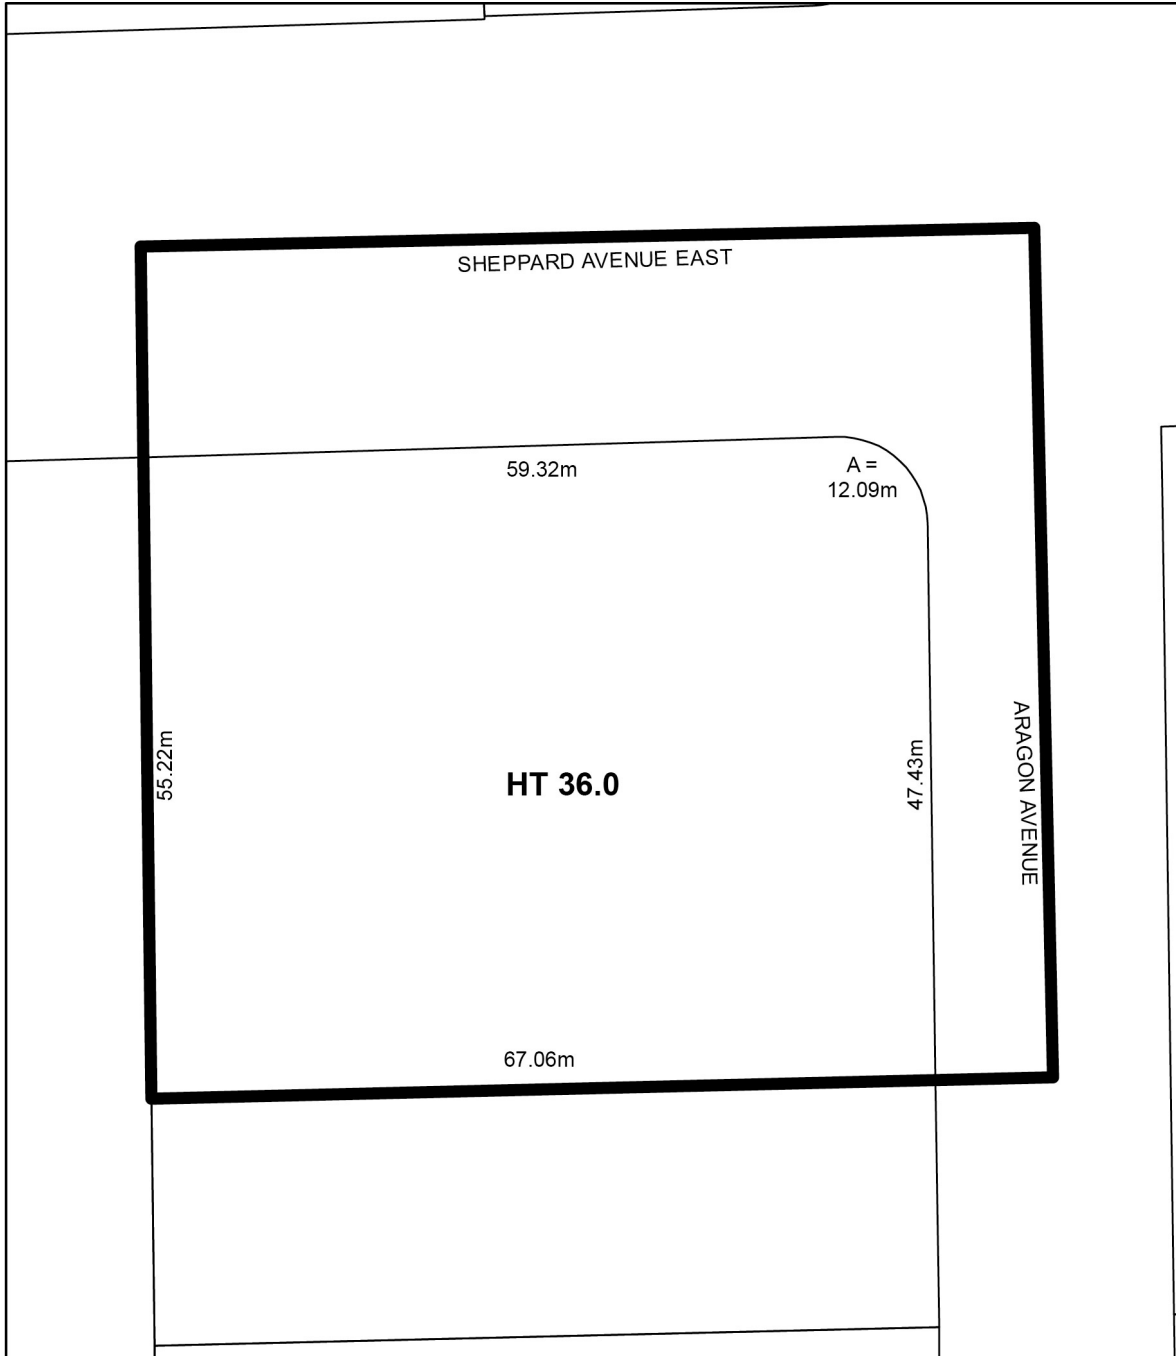 SHEPPARD AVENUE EAST
59.32m
A =
12.09m
55.22m
HT 36.0
47.43m
ARAGON AVENUE
67.06m